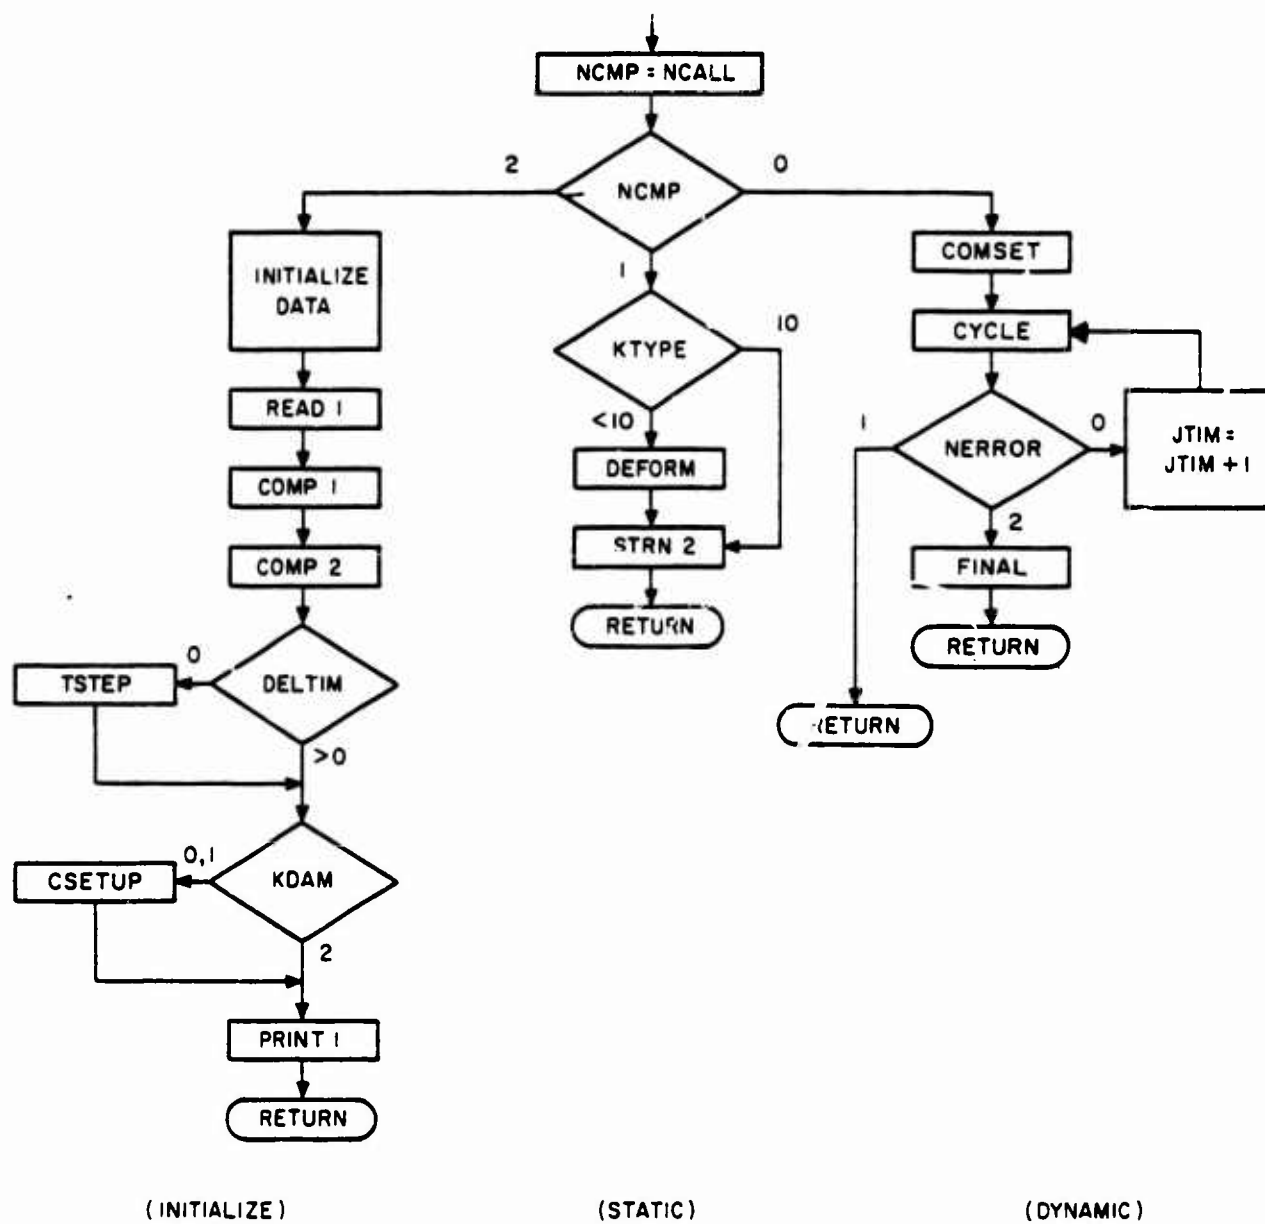 NCMP = NCALL
2
NCMP
0
1
INITIALIZE
DATA
READ 1
COMP 1
COMP 2
0
DELTIM
TSTEP
>0
0,1
KDAM
CSETUP
2
PRINT 1
RETURN
(INITIALIZE)
KTYPE
10
<10
DEFORM
STRN 2
RETURN
(STATIC)
COMSET
CYCLE
1
NERROR
0
JTIM =
JTIM + 1
2
FINAL
RETURN
RETURN
(DYNAMIC)